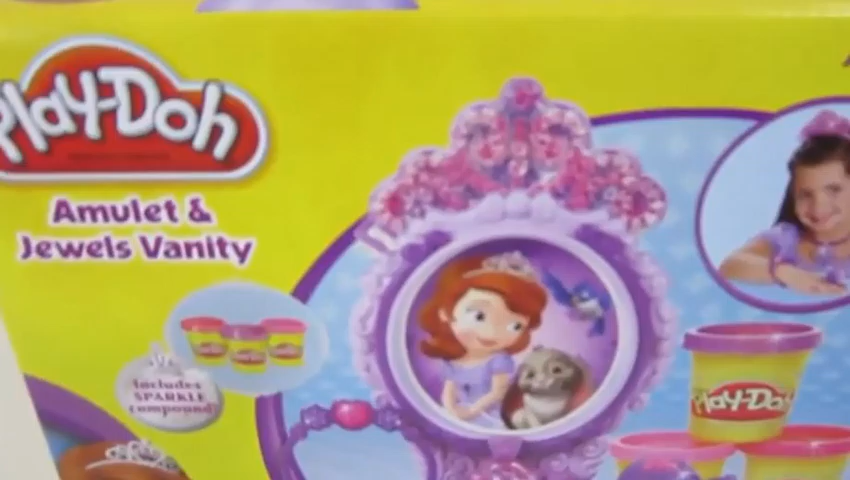 Play-Doh
Amulet &
Jewels Vanity
Includes
SPARKLE
compound!
Play-Doh